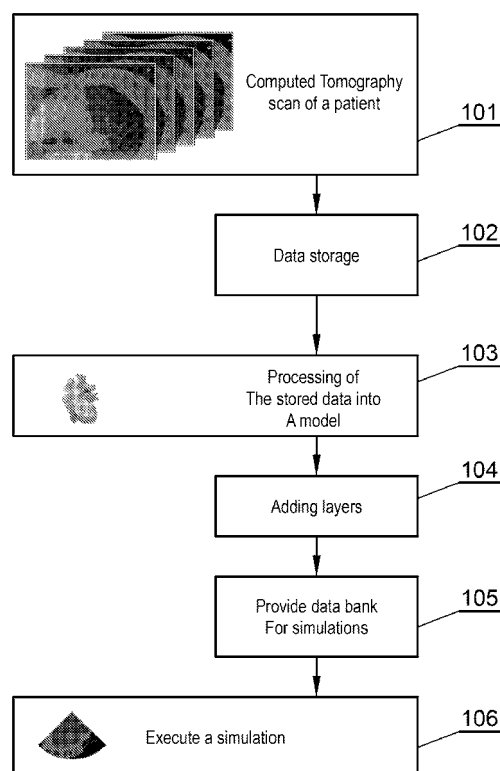 Computed Tomography
scan of a patient
101
102
Data storage
103
Processing of
The stored data into
A model
104
Adding layers
105
Provide data bank
For simulations
106
Execute a simulation